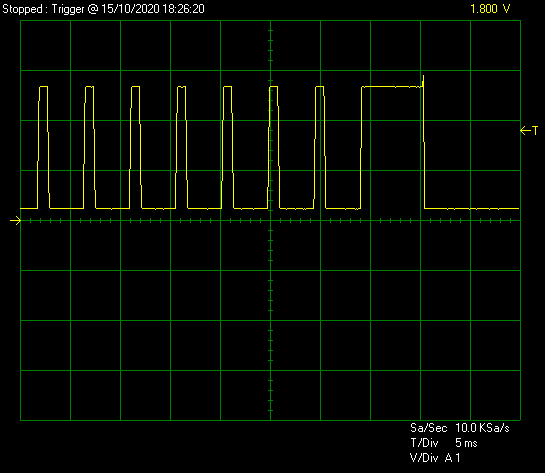 Stopped : Trigger @ 15/10/2020 18:26:20 1.800 V
T
Sa/Sec 10.0 KSa/s
T/Div 5 ms
V/Div A 1